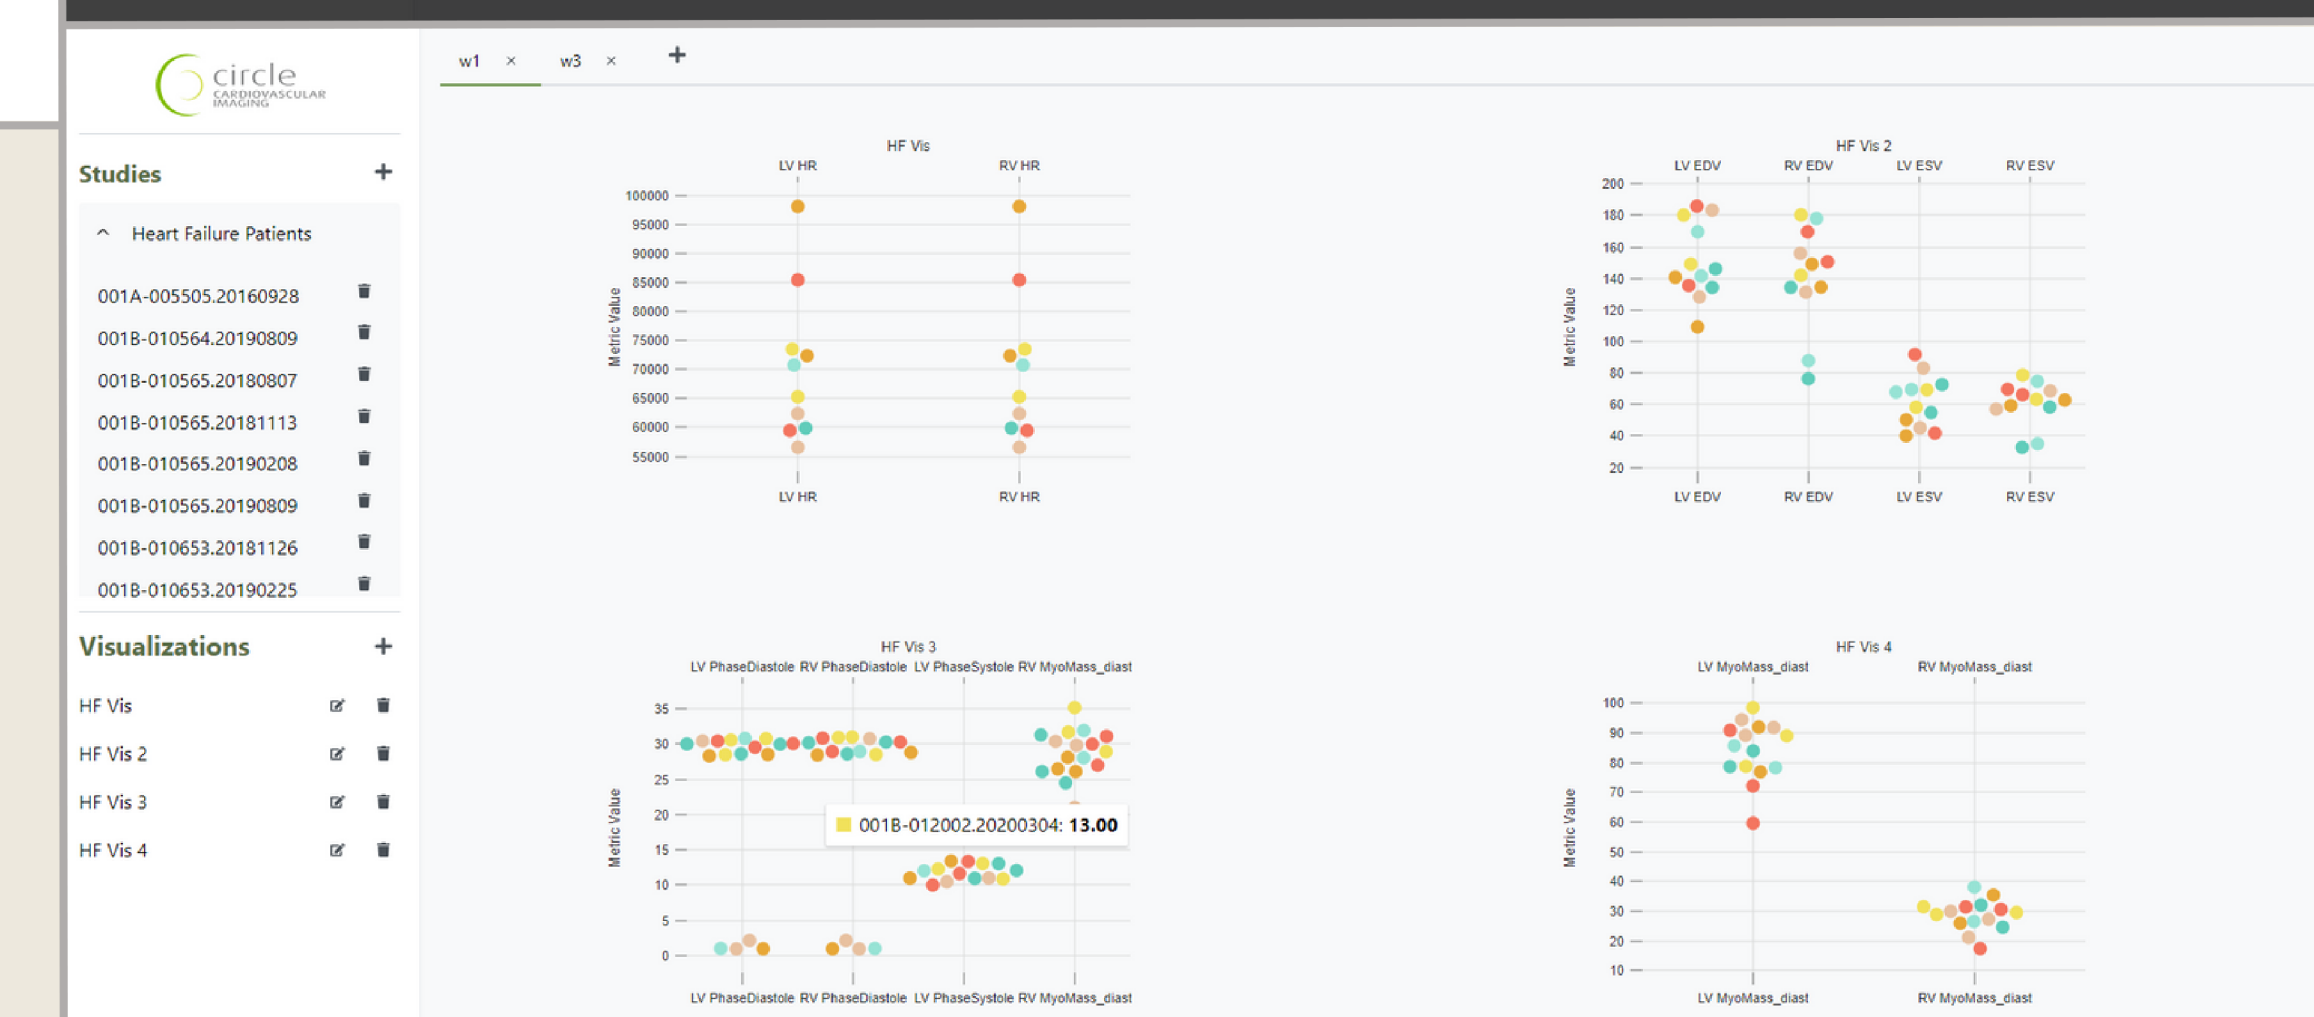 circle
CARDIOVASCULAR
IMAGING
Studies
Heart Failure Patients
001A-005505.20160928
001B-010564.20190809
001B-010565.20180807
001B-010565.20181113
001B-010565.20190208
001B-010565.20190809
001B-010653.20181126
001B-010653.20190225
Visualizations
HF Vis
HF Vis 2
HF Vis 3
HF Vis 4
w1 × w3 × +
HF Vis
LV HR RV HR
100000
95000
90000
85000
80000
75000
70000
65000
60000
55000
Metric Value
LV HR RV HR
HF Vis 2
LV EDV RV EDV LV ESV RV ESV
200
180
160
140
120
100
80
60
40
20
Metric Value
LV EDV RV EDV LV ESV RV ESV
HF Vis 3
LV PhaseDiastole RV PhaseDiastole LV PhaseSystole RV MyoMass_diast
35
30
25
20
15
10
5
0
Metric Value
001B-012002.20200304: 13.00
LV PhaseDiastole RV PhaseDiastole LV PhaseSystole RV MyoMass_diast
HF Vis 4
LV MyoMass_diast RV MyoMass_diast
100
90
80
70
60
50
40
30
20
10
Metric Value
LV MyoMass_diast RV MyoMass_diast